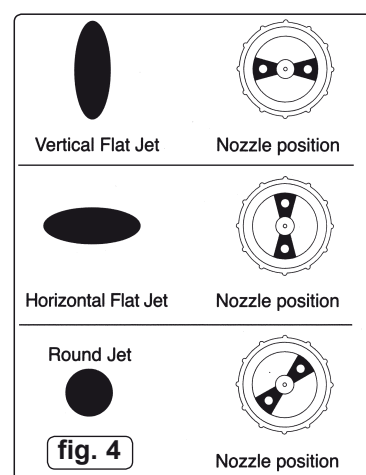 Vertical Flat Jet
Nozzle position
Horizontal Flat Jet
Nozzle position
Round Jet
fig. 4
Nozzle position